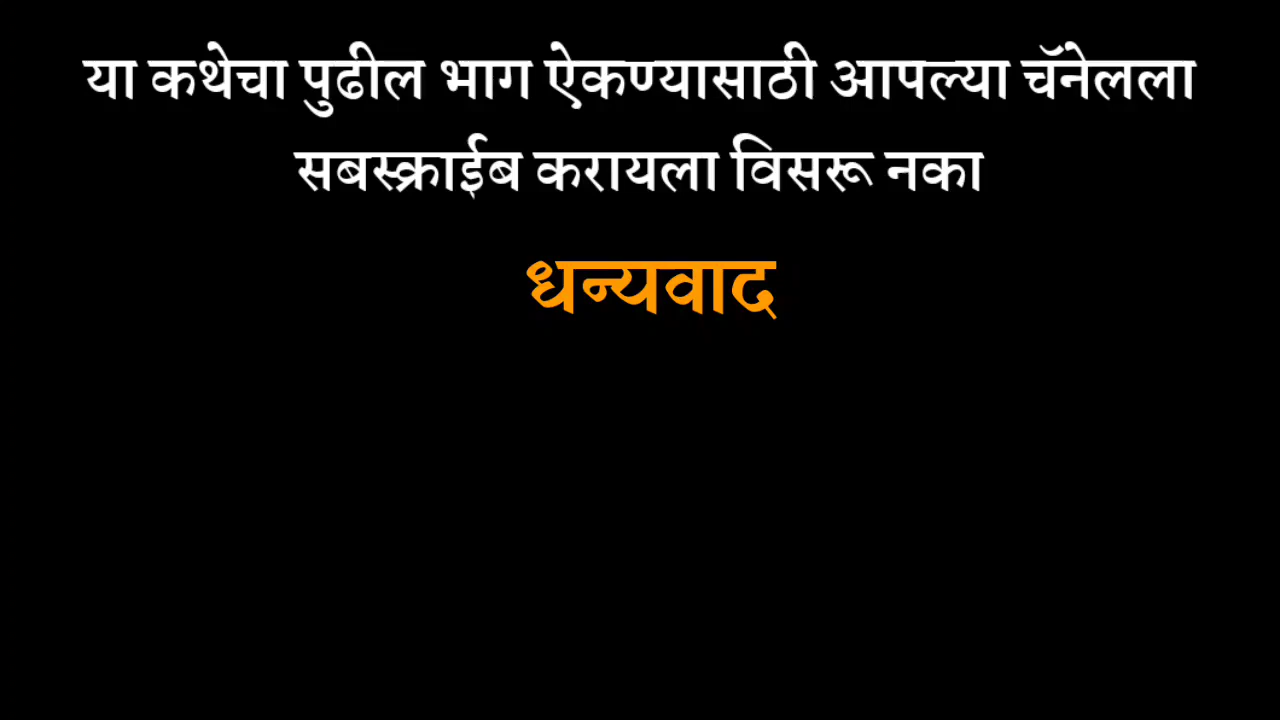 या कथेचा पुढील भाग ऐकण्यासाठी आपल्या चॅनेलला
सबस्क्राईब करायला विसरू नका
धन्यवाद